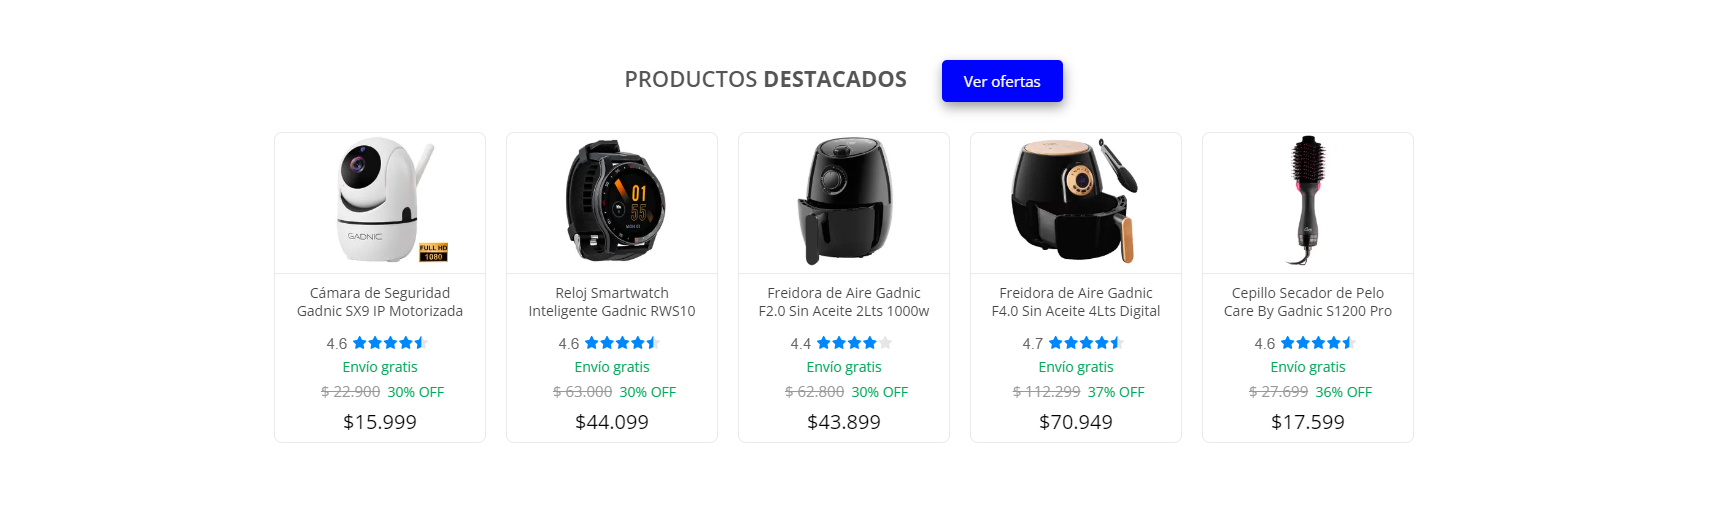 PRODUCTOS DESTACADOS
Ver ofertas
GADNIC
FULL HD
1080
Cámara de Seguridad
Gadnic SX9 IP Motorizada
4.6
Envío gratis
$ 22.900 30% OFF
$15.999
01
55
Reloj Smartwatch
Inteligente Gadnic RWS10
4.6
Envío gratis
$ 63.000 30% OFF
$44.099
Freidora de Aire Gadnic
F2.0 Sin Aceite 2Lts 1000w
4.4
Envío gratis
$ 62.800 30% OFF
$43.899
Freidora de Aire Gadnic
F4.0 Sin Aceite 4Lts Digital
4.7
Envío gratis
$ 112.299 37% OFF
$70.949
Cepillo Secador de Pelo
Care By Gadnic S1200 Pro
4.6
Envío gratis
$ 27.699 36% OFF
$17.599